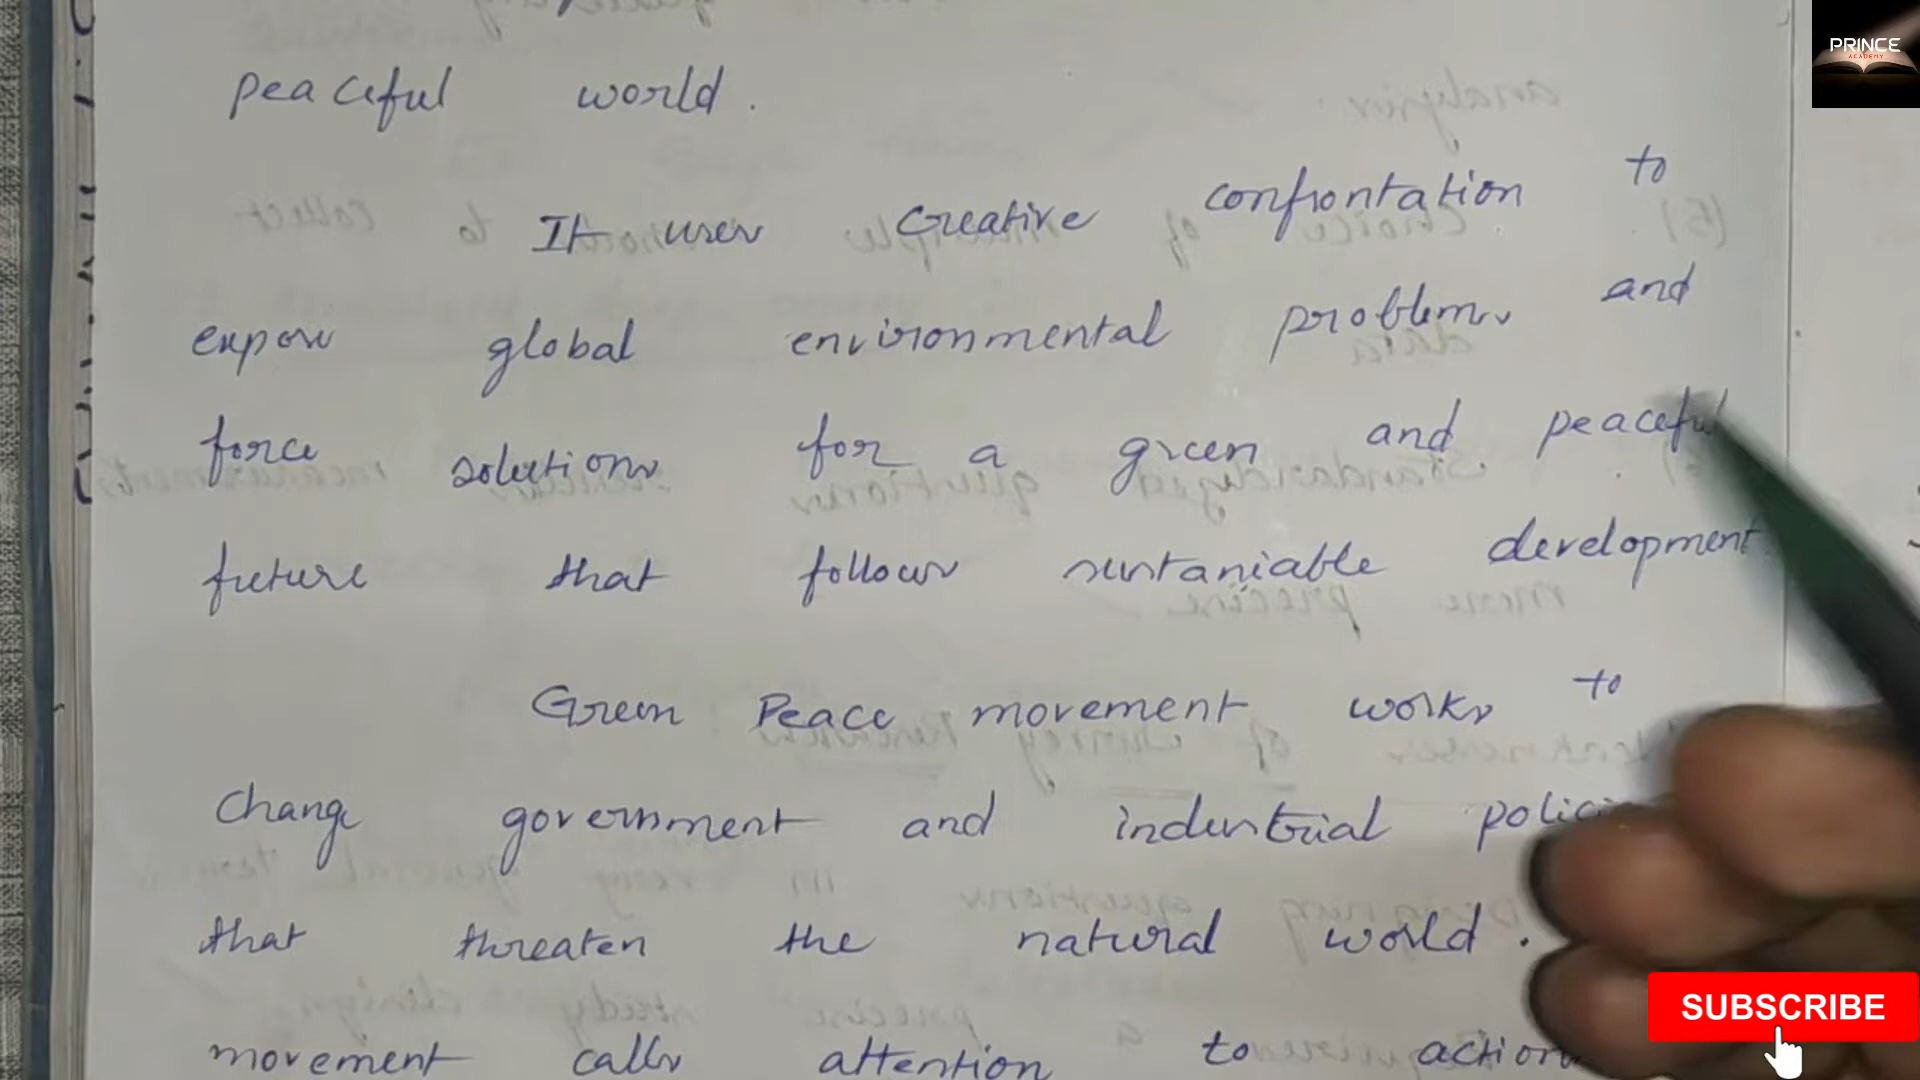 peaceful world.
It uses creative confrontation to
expose global environmental problems and
force solutions for a green and peaceful
future that follows sustaniable development.
Green Peace movement works to
change government and industrial
that threaten the natural world.
movement calls attention to action
PRINCE
ACADEMY
SUBSCRIBE